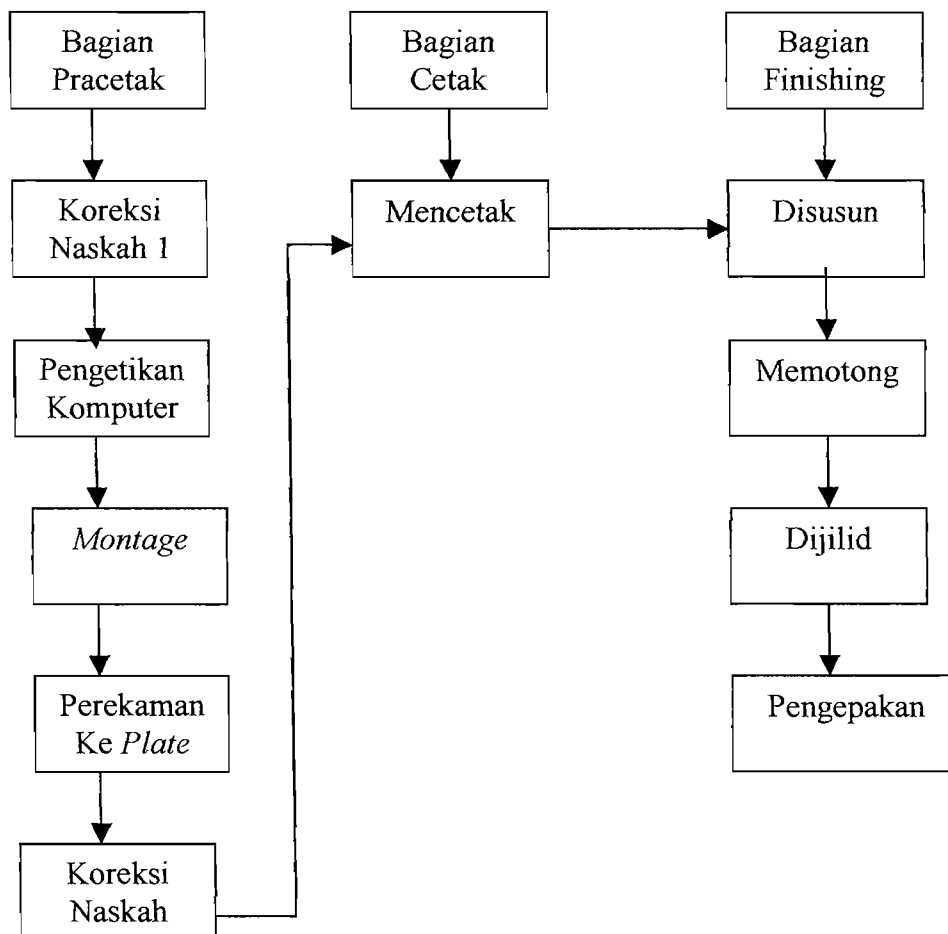 Bagian
Pracetak
Koreksi
Naskah 1
Pengetikan
Komputer
Montage
Perekaman
Ke Plate
Koreksi
Naskah
Bagian
Cetak
Mencetak
Bagian
Finishing
Disusun
Memotong
Dijilid
Pengepakan